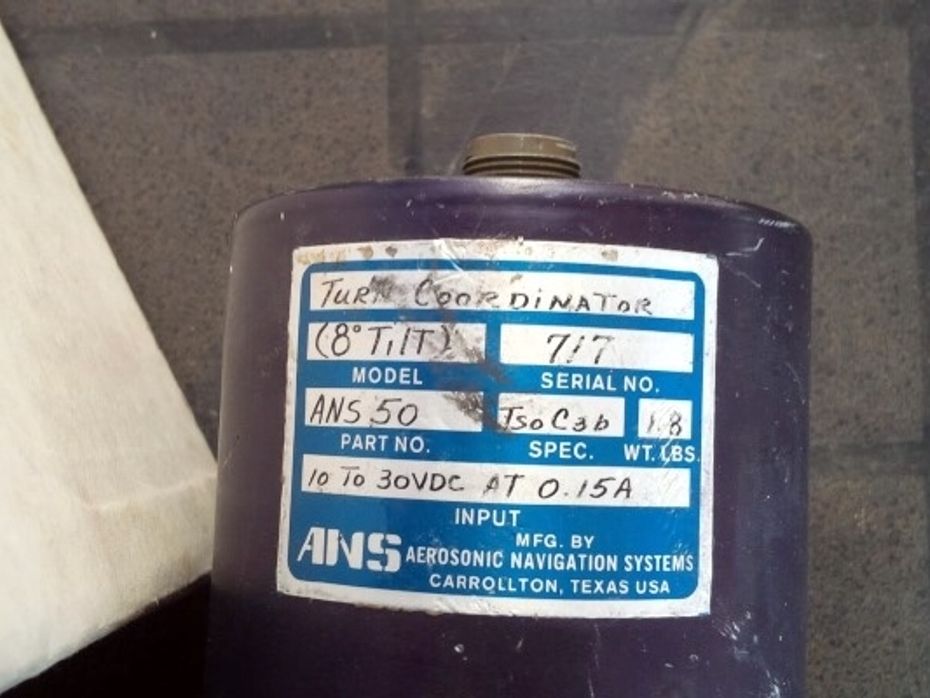 TURN COORDINATOR
(8° TilT) 717
MODEL SERIAL NO.
ANS 50 TSO C3b 1.8
PART NO. SPEC. WT. LBS.
10 To 30VDC AT 0.15A
INPUT
ANS MFG. BY
AEROSONIC NAVIGATION SYSTEMS
CARROLLTON, TEXAS USA